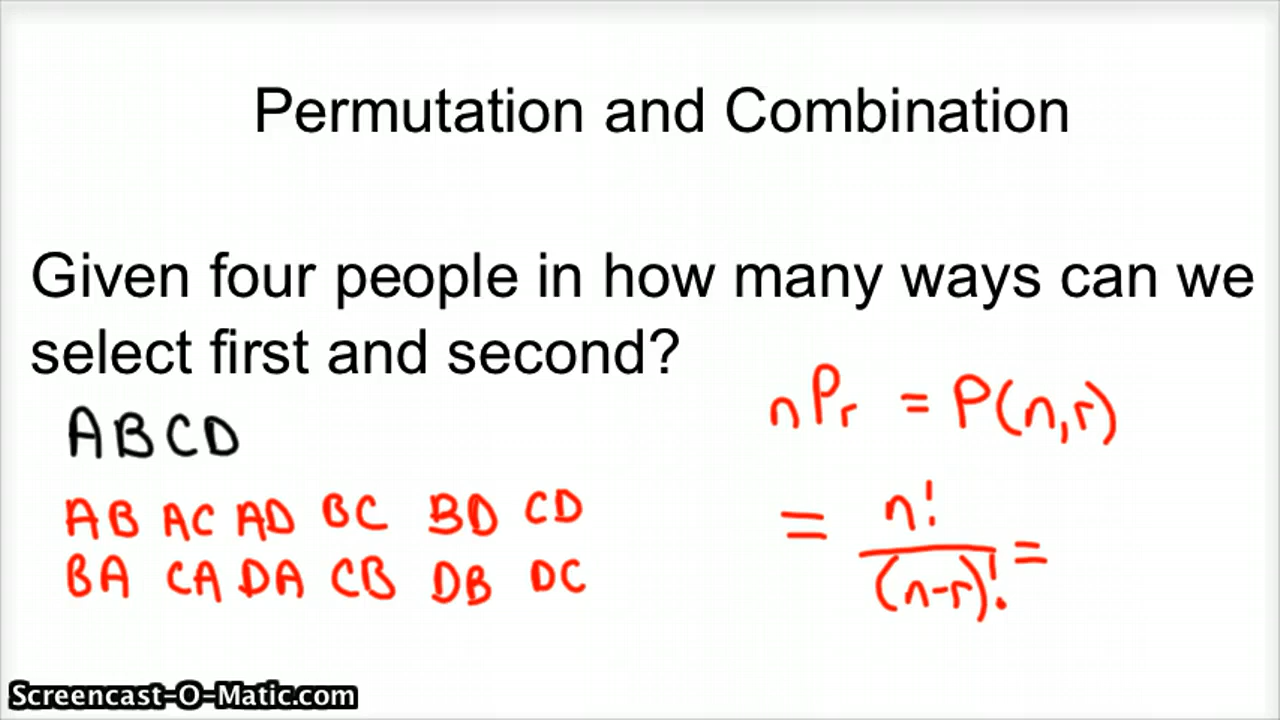 Permutation and Combination
Given four people in how many ways can we
select first and second?
ABCD
AB AC AD BC BD CD
BA CA DA CB DB DC
nPr = P(n,r)
= n!/(n-r)! =
Screencast-O-Matic.com